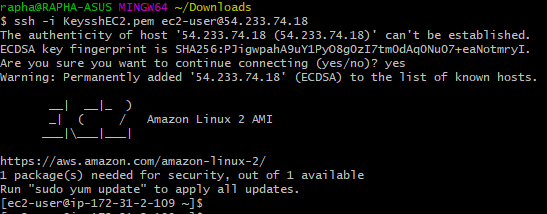 rapha@RAPHA-ASUS MINGW64 ~/Downloads
$ ssh -i KeysshEC2.pem ec2-user@54.233.74.18
The authenticity of host '54.233.74.18 (54.233.74.18)' can't be established.
ECDSA key fingerprint is SHA256:PJigwpahA9uY1PyO8gOzI7tmOdAqONu07+eaNotmryI.
Are you sure you want to continue connecting (yes/no)? yes
Warning: Permanently added '54.233.74.18' (ECDSA) to the list of known hosts.

       __|  __|_  )
       _|  (     /   Amazon Linux 2 AMI
      ___|\___|___|

https://aws.amazon.com/amazon-linux-2/
1 package(s) needed for security, out of 1 available
Run "sudo yum update" to apply all updates.
[ec2-user@ip-172-31-2-109 ~]$